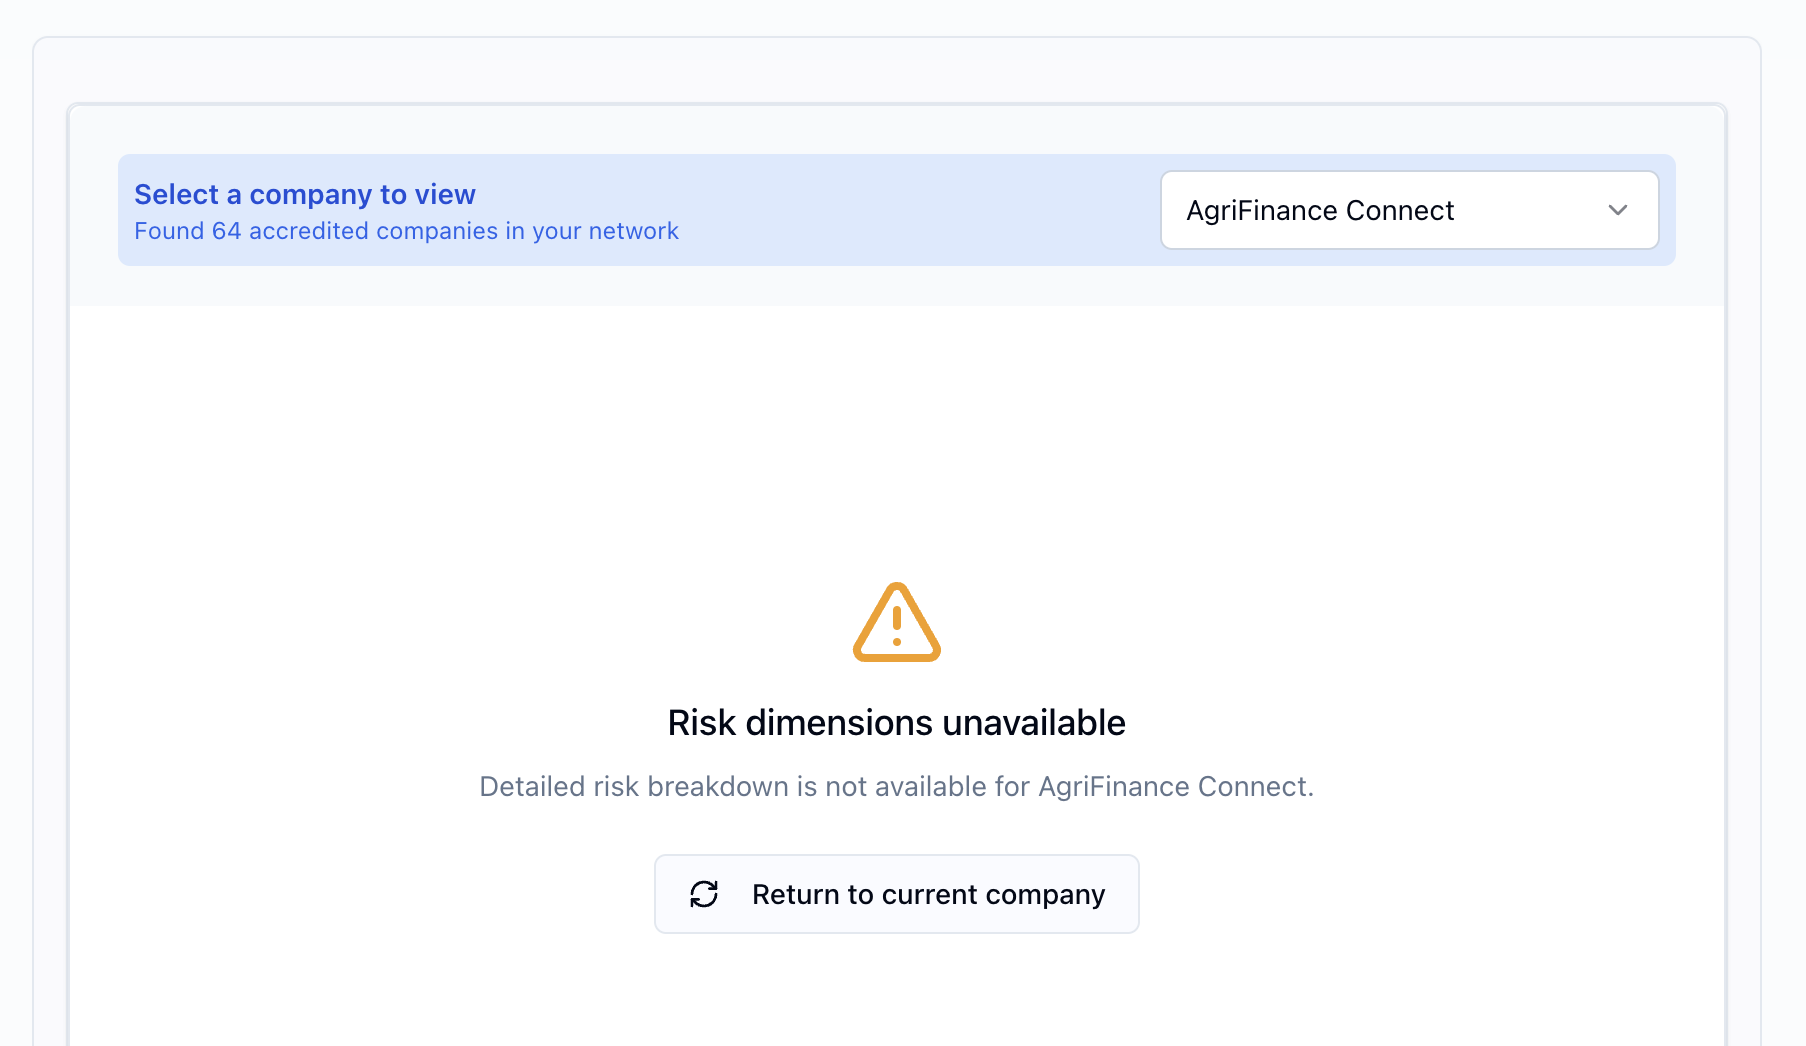 Select a company to view
Found 64 accredited companies in your network
AgriFinance Connect
Risk dimensions unavailable
Detailed risk breakdown is not available for AgriFinance Connect.
Return to current company